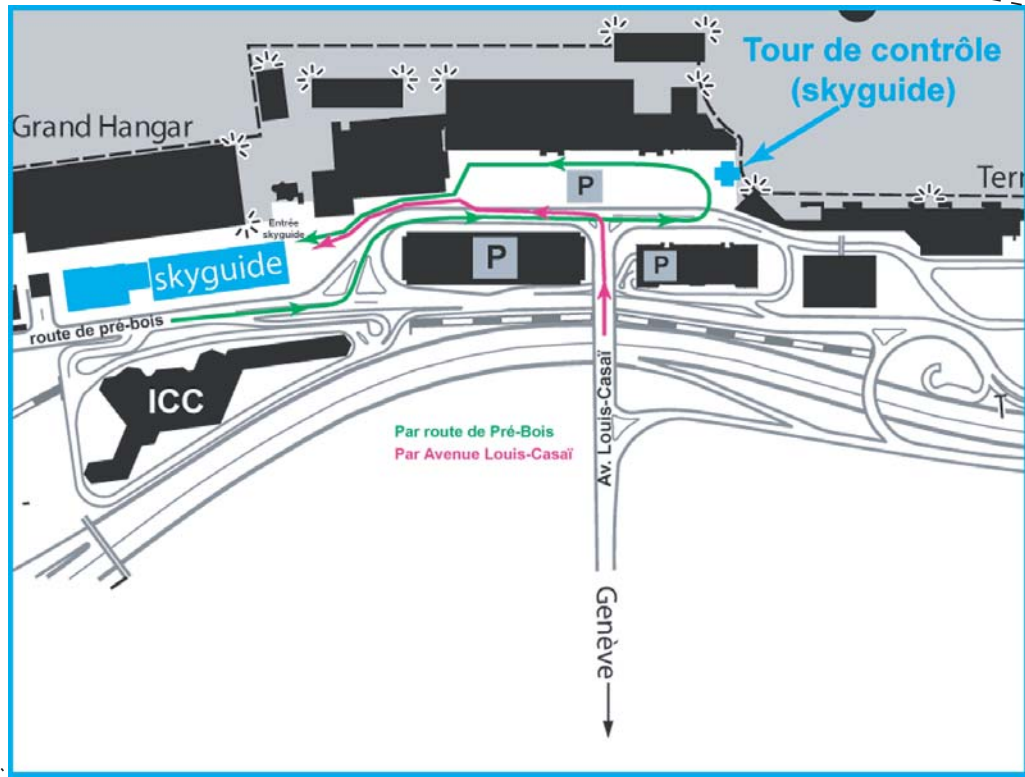 Tour de contrôle
(skyguide)
Grand Hangar
P
Terr
Entrée
skyguide
P
P
skyguide
route de pré-bois
ICC
Av. Louis-Casaï
T
Par route de Pré-Bois
Par Avenue Louis-Casaï
Genève